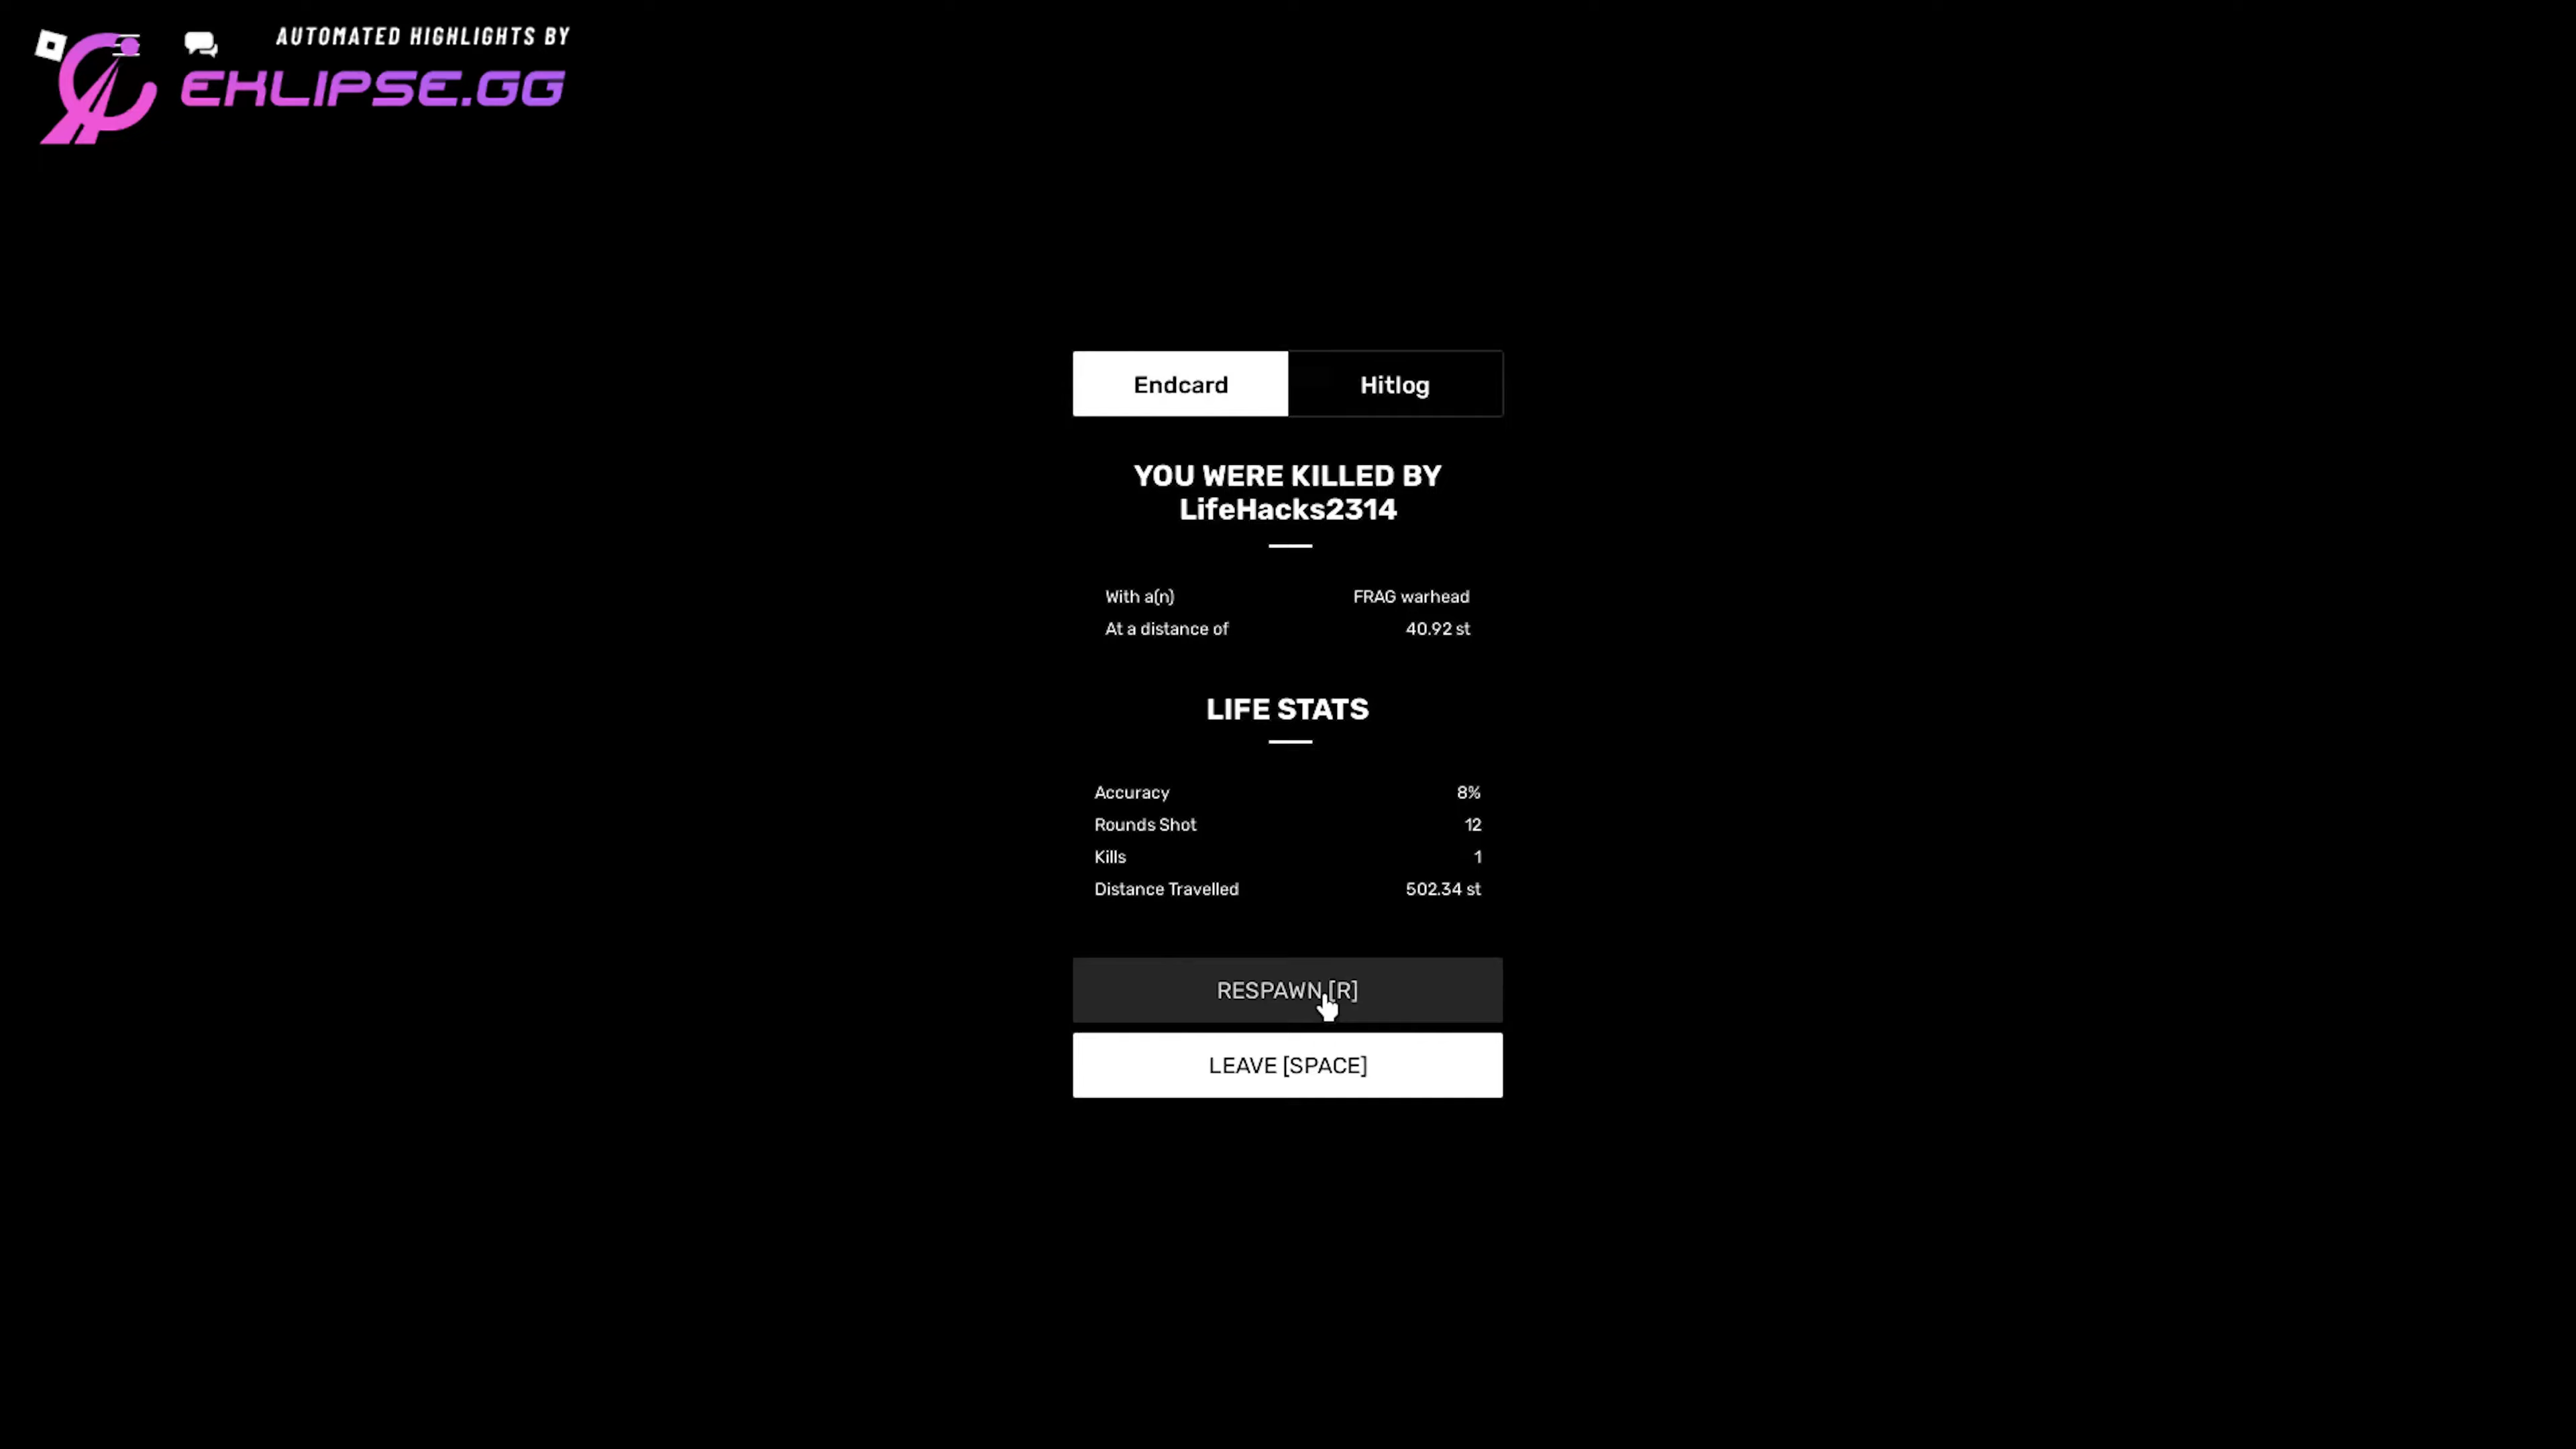 AUTOMATED HIGHLIGHTS BY
EKLIPSE.GG
Endcard Hitlog
YOU WERE KILLED BY
LifeHacks2314
With a(n) FRAG warhead
At a distance of 40.92 st
LIFE STATS
Accuracy 8%
Rounds Shot 12
Kills 1
Distance Travelled 502.34 st
RESPAWN [R]
LEAVE [SPACE]